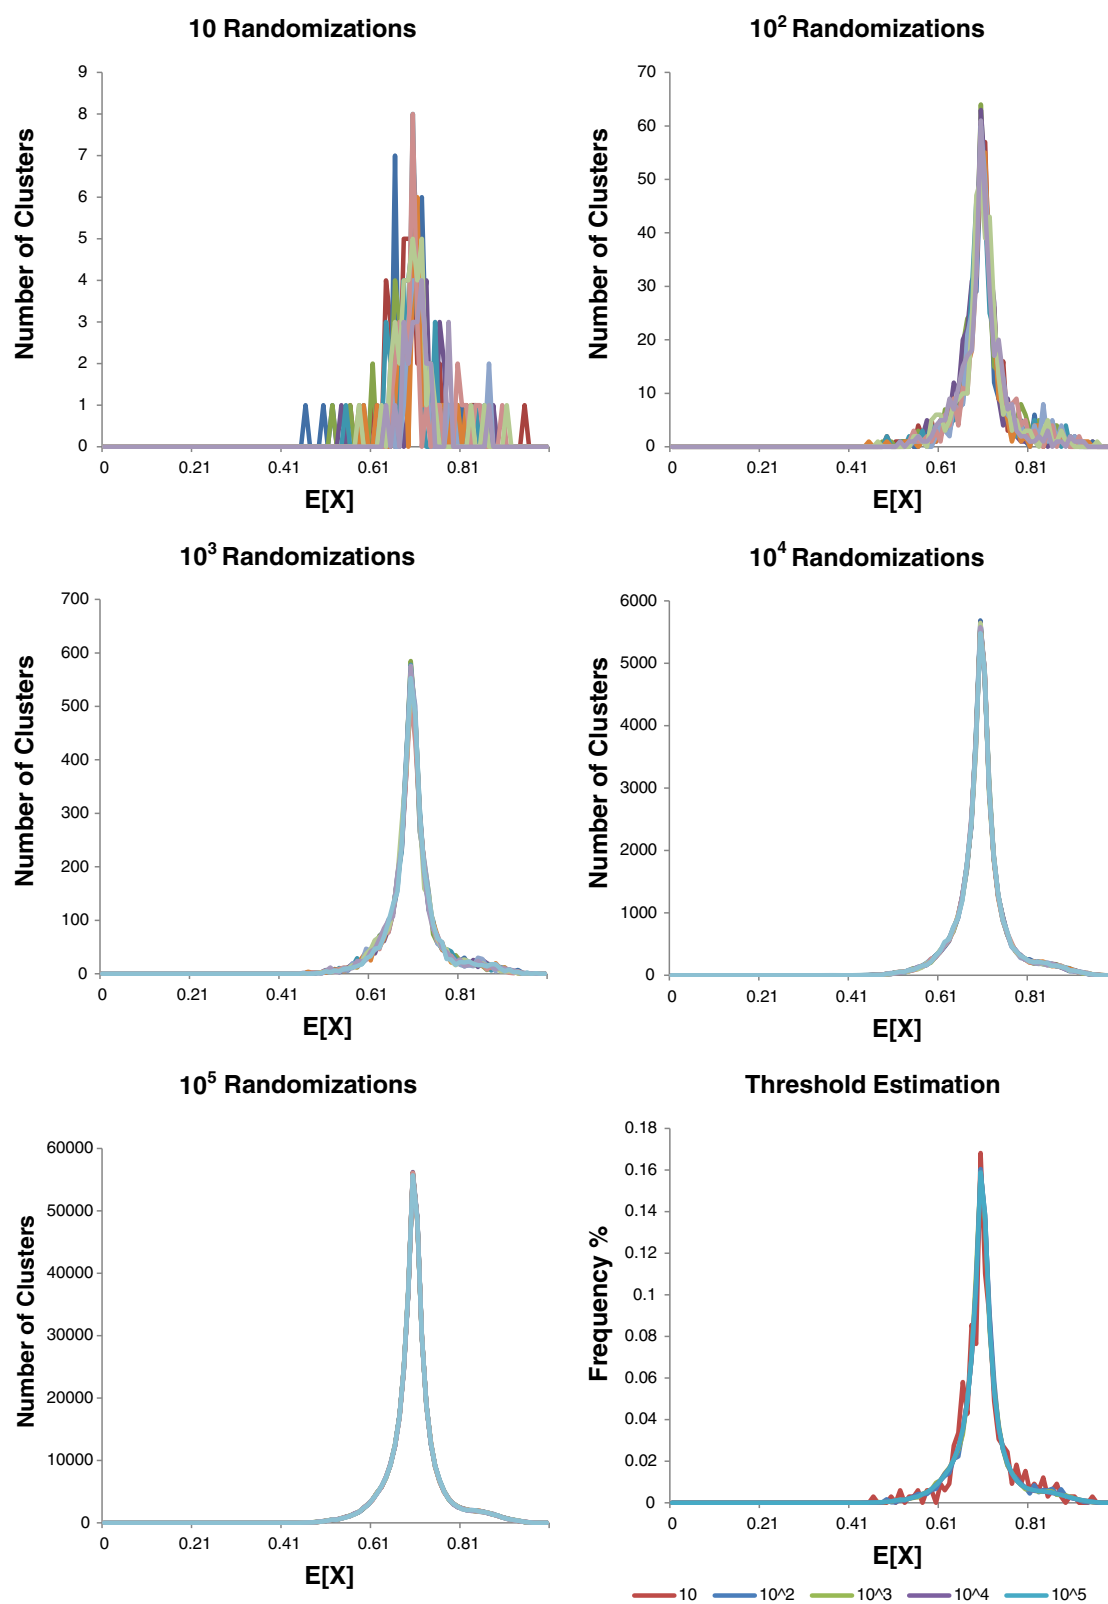 10 Randomizations
10² Randomizations
9
8
7
6
5
4
3
2
1
0
Number of Clusters
0 0.21 0.41 0.61 0.81
E[X]
70
60
50
40
30
20
10
0
Number of Clusters
0 0.21 0.41 0.61 0.81
E[X]
10³ Randomizations
10⁴ Randomizations
700
600
500
400
300
200
100
0
Number of Clusters
0 0.21 0.41 0.61 0.81
E[X]
6000
5000
4000
3000
2000
1000
0
Number of Clusters
0 0.21 0.41 0.61 0.81
E[X]
10⁵ Randomizations
Threshold Estimation
60000
50000
40000
30000
20000
10000
0
Number of Clusters
0 0.21 0.41 0.61 0.81
E[X]
0.18
0.16
0.14
0.12
0.1
0.08
0.06
0.04
0.02
0
Frequency %
0 0.21 0.41 0.61 0.81
E[X]
10 10^2 10^3 10^4 10^5